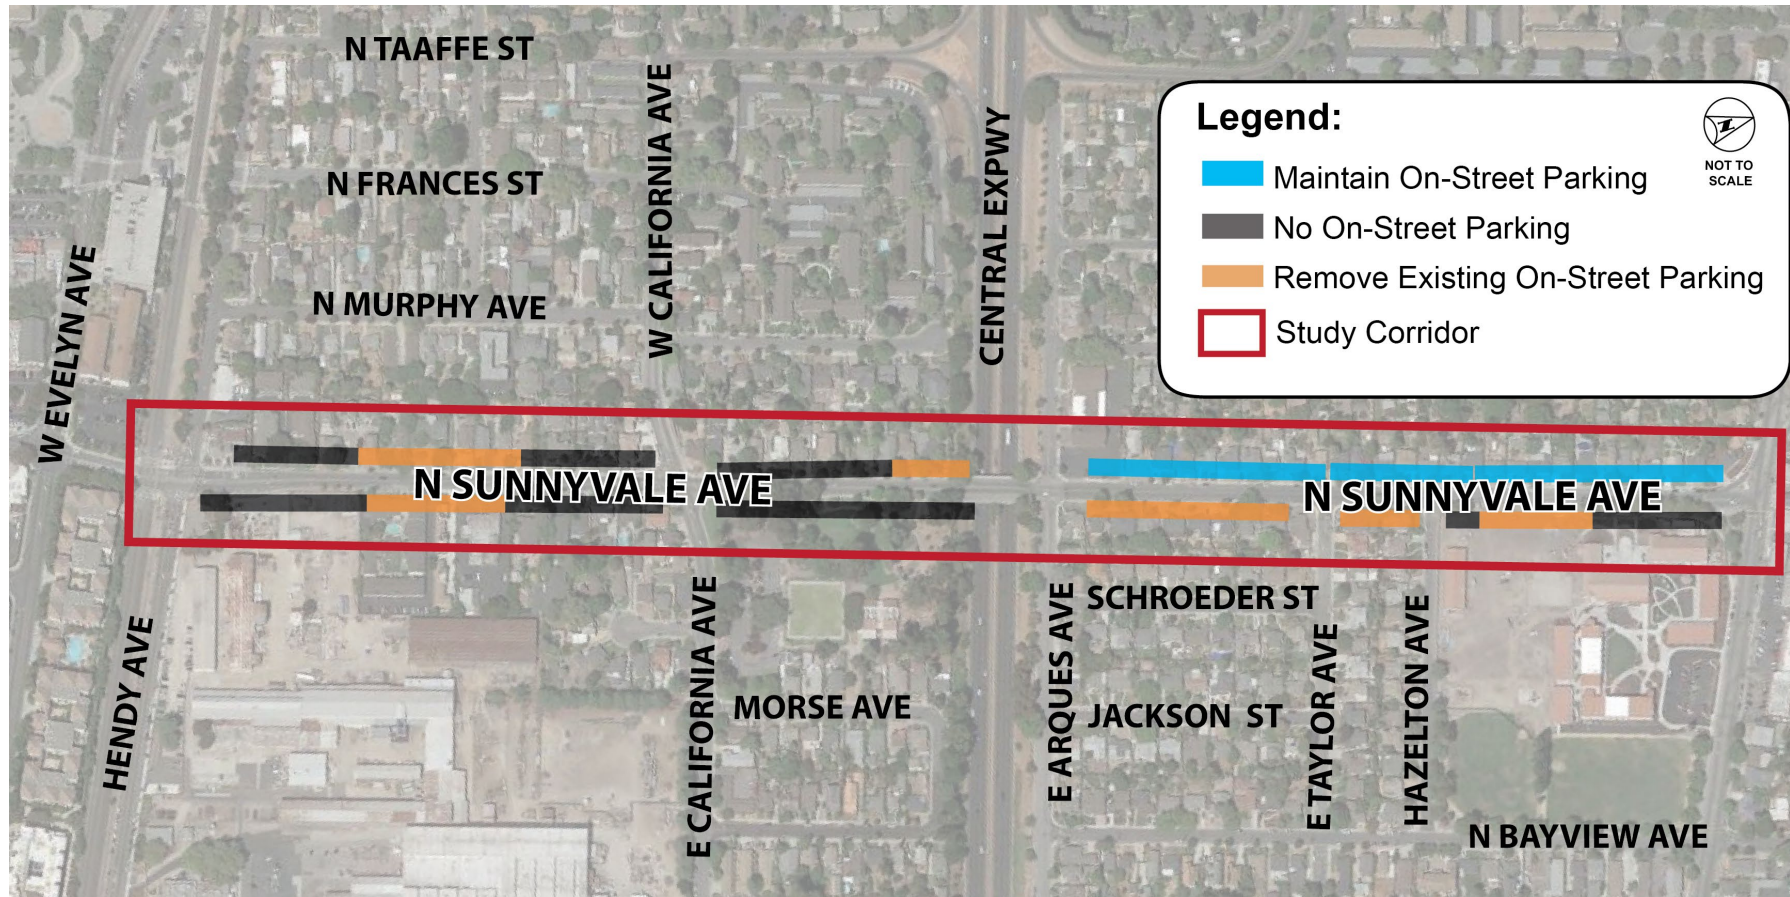 N TAAFFE ST
N FRANCES ST
N MURPHY AVE
W EVELYN AVE
W CALIFORNIA AVE
CENTRAL EXPWY
Legend:
Maintain On-Street Parking
No On-Street Parking
Remove Existing On-Street Parking
Study Corridor
NOT TO
SCALE
N SUNNYVALE AVE
N SUNNYVALE AVE
HENDY AVE
E CALIFORNIA AVE
MORSE AVE
E ARQUES AVE
SCHROEDER ST
JACKSON ST
E TAYLOR AVE
HAZELTON AVE
N BAYVIEW AVE